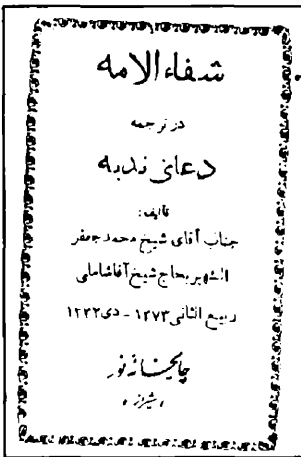 شفاء الامه
در ترجمه
دعای ندبه
تالیف:
جناب آقای شیخ محمد جعفر
الشهیر بحاج شیخ آقا شاملی
ربیع الثانی ۱۳۷۳ - دی ۱۳۳۲
چاپخانه نور
«شیراز»